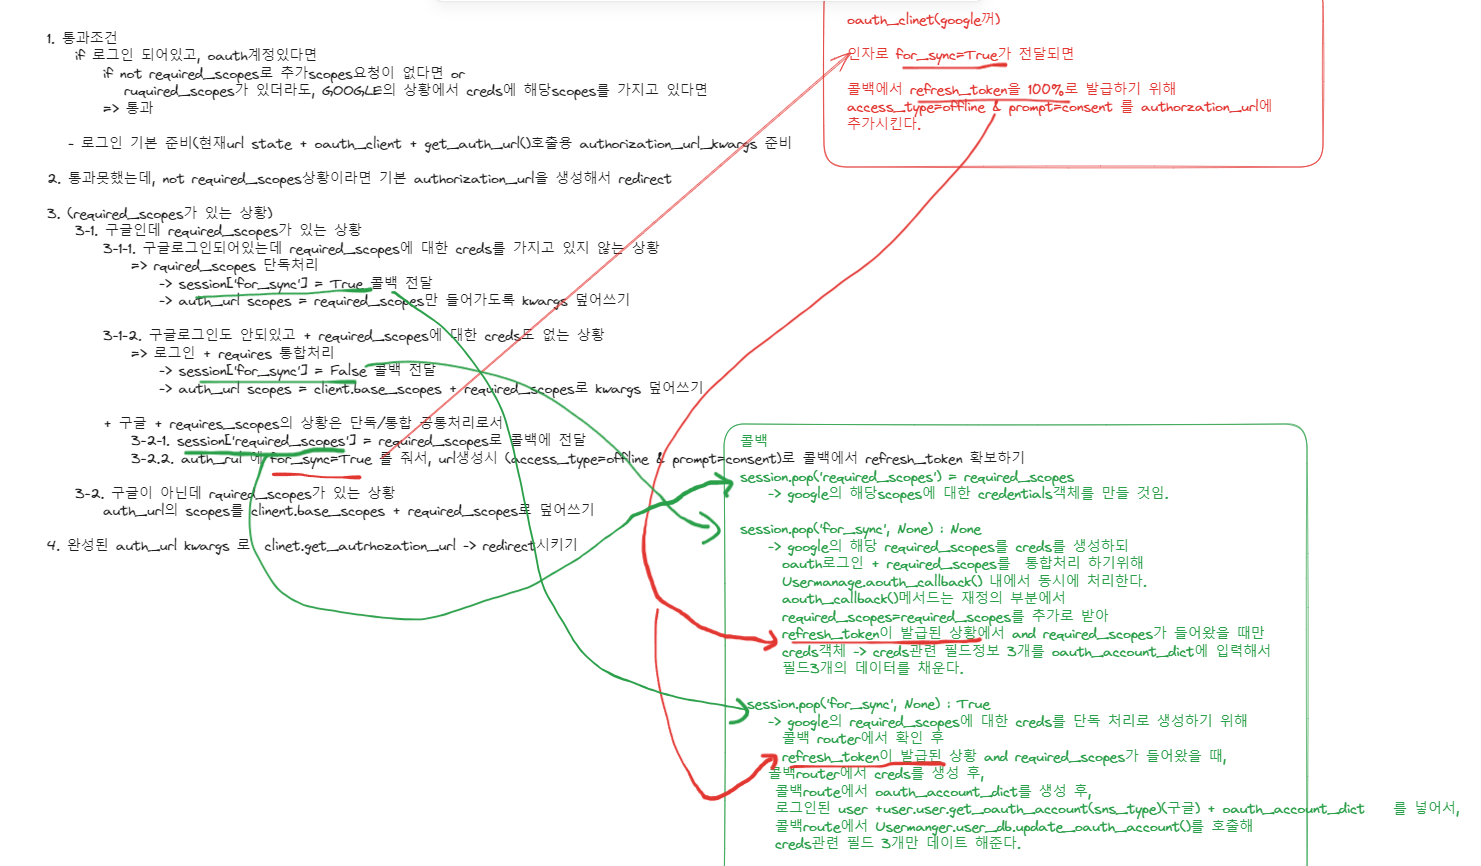 1. 통과조건
if 로그인 되어있고, oauth계정있다면
if not required_scopes로 추가scopes요청이 없다면 or
ruquired_scopes가 있더라도, GOOGLE의 상황에서 creds에 해당scopes를 가지고 있다면
=> 통과
- 로그인 기본 준비(현재url state + oauth_client + get_auth_url()호출용 authorization_url_kwargs 준비
2. 통과못했는데, not required_scopes상황이라면 기본 authorization_url을 생성해서 redirect
3. (required_scopes가 있는 상황)
3-1. 구글인데 required_scopes가 있는 상황
3-1-1. 구글로그인되어있는데 required_scopes에 대한 creds를 가지고 있지 않는 상황
=> rquired_scopes 단독처리
-> session['for_sync'] = True 콜백 전달
-> auth_url scopes = required_scopes만 들어가도록 kwargs 덮어쓰기
3-1-2. 구글로그인도 안되있고 + required_scopes에 대한 creds도 없는 상황
=> 로그인 + requires 통합처리
-> session['for_sync'] = False 콜백 전달
-> auth_url scopes = client.base_scopes + required_scopes로 kwargs 덮어쓰기
+ 구글 + requires_scopes의 상황은 단독/통합 공통처리로서
3-2-1. session['required_scopes'] = required_scopes로 콜백에 전달
3-2.2. auth_rul 에 for_sync=True 를 줘서, url생성시 (access_type=offline & prompt=consent)로 콜백에서 refresh_token 확보하기
3-2. 구글이 아닌데 rquired_scopes가 있는 상황
auth_url의 scopes를 clinent.base_scopes + required_scopes로 덮어쓰기
4. 완성된 auth_url kwargs 로 clinet.get_autrhozation_url -> redirect시키기
oauth_clinet(google꺼)
인자로 for_sync=True가 전달되면
콜백에서 refresh_token을 100%로 발급하기 위해
access_type=offline & prompt=consent 를 authorzation_url에
추가시킨다.
콜백
session.pop('required_scopes') = required_scopes
-> google의 해당scopes에 대한 credentials객체를 만들 것임.
session.pop('for_sync', None) : None
-> google의 해당 required_scopes를 creds를 생성하되
oauth로그인 + required_scopes를 통합처리 하기위해
Usermanage.aouth_callback() 내에서 동시에 처리한다.
aouth_callback()메서드는 재정의 부분에서
required_scopes=required_scopes를 추가로 받아
refresh_token이 발급된 상황에서 and required_scopes가 들어왔을 때만
creds객체 -> creds관련 필드정보 3개를 oauth_account_dict에 입력해서
필드3개의 데이터를 채운다.
session.pop('for_sync', None) : True
-> google의 required_scopes에 대한 creds를 단독 처리로 생성하기 위해
콜백 router에서 확인 후
refresh_token이 발급된 상황 and required_scopes가 들어왔을 때,
콜백router에서 creds를 생성 후,
콜백route에서 oauth_account_dict를 생성 후,
로그인된 user +user.user.get_oauth_account(sns_type)(구글) + oauth_account_dict 를 넣어서,
콜백route에서 Usermanger.user_db.update_oauth_account()를 호출해
creds관련 필드 3개만 데이트 해준다.